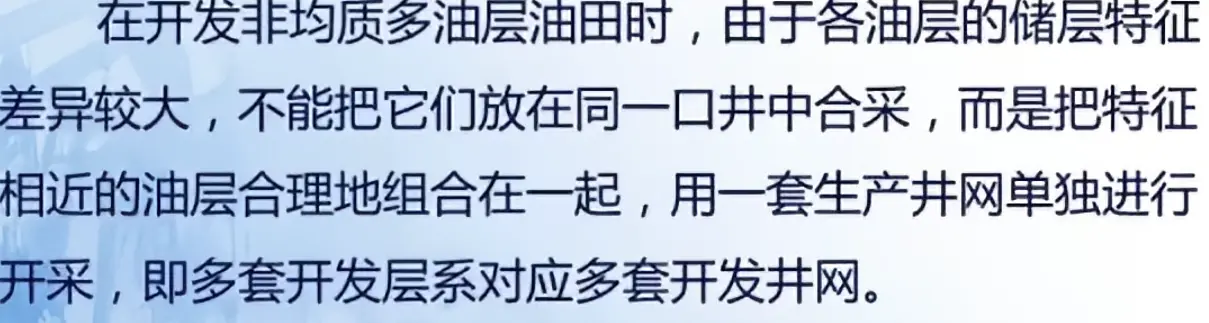 在开发非均质多油层油田时，由于各油层的储层特征
差异较大，不能把它们放在同一口井中合采，而是把特征
相近的油层合理地组合在一起，用一套生产井网单独进行
开采，即多套开发层系对应多套开发井网。